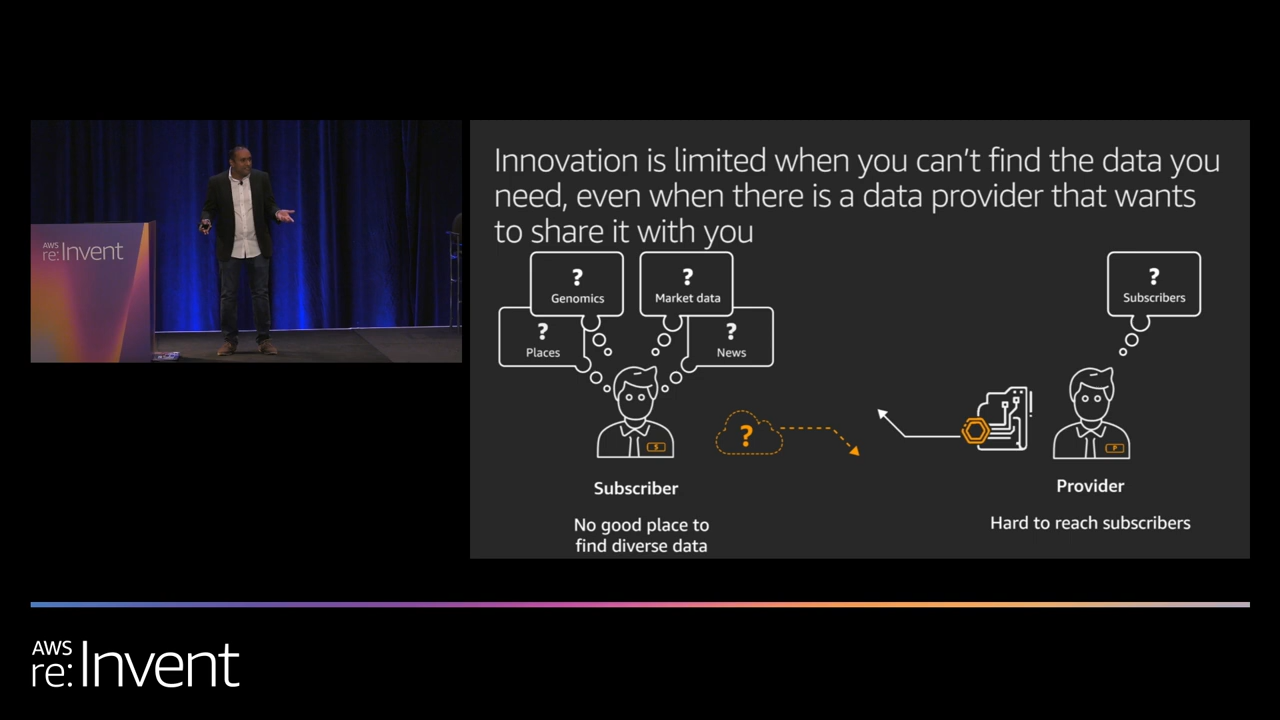 AWS
re:Invent
Innovation is limited when you can't find the data you
need, even when there is a data provider that wants
to share it with you
?
Genomics
?
Market data
?
Places
?
News
?
Subscribers
?
S
P
Subscriber
No good place to
find diverse data
Provider
Hard to reach subscribers
AWS
re:Invent